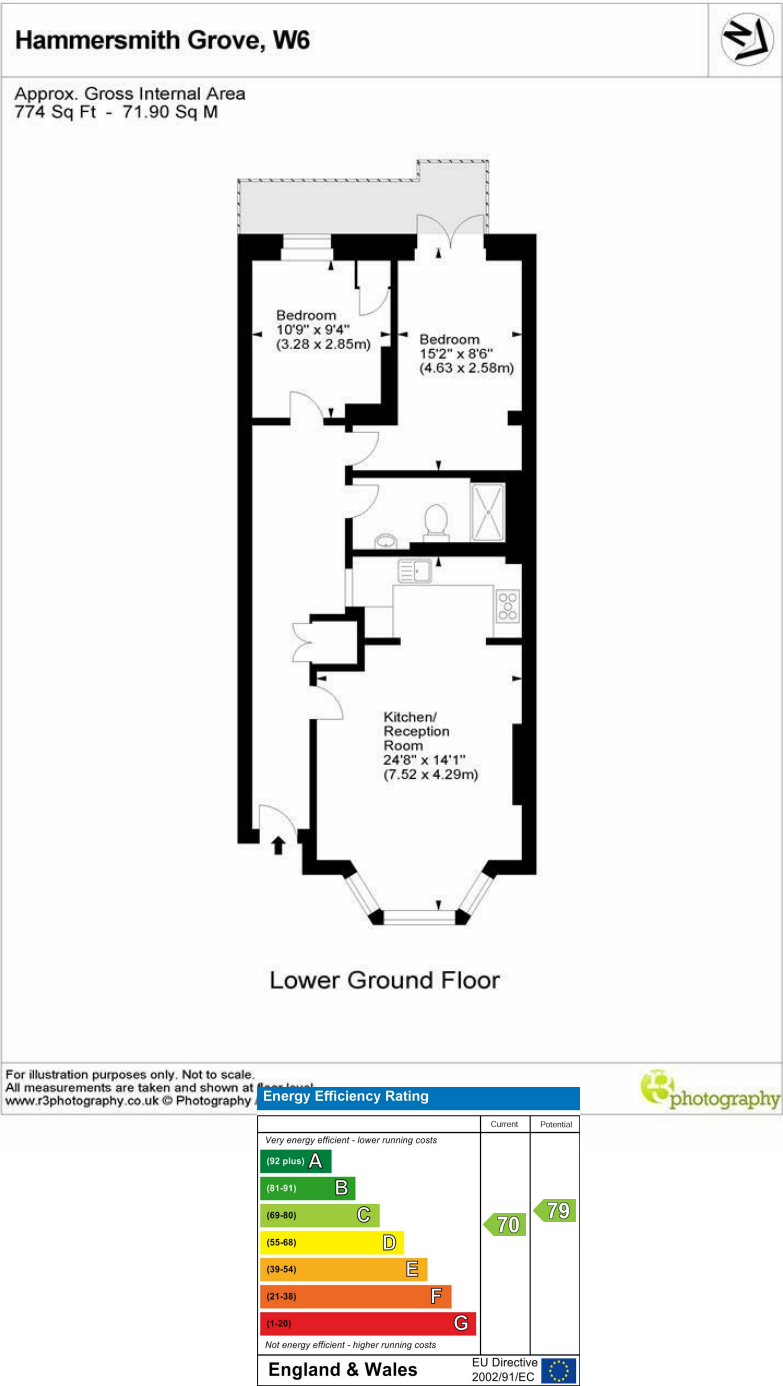 Hammersmith Grove, W6
N
Approx. Gross Internal Area
774 Sq Ft - 71.90 Sq M
Bedroom
10'9" x 9'4"
(3.28 x 2.85m)
Bedroom
15'2" x 8'6"
(4.63 x 2.58m)
Kitchen/
Reception
Room
24'8" x 14'1"
(7.52 x 4.29m)
Lower Ground Floor
For illustration purposes only. Not to scale.
All measurements are taken and shown at floor level
www.r3photography.co.uk © Photography
r3 photography
Energy Efficiency Rating
Current Potential
Very energy efficient - lower running costs
(92 plus) A
(81-91) B
(69-80) C
(55-68) D
(39-54) E
(21-38) F
(1-20) G
70
79
Not energy efficient - higher running costs
England & Wales
EU Directive
2002/91/EC